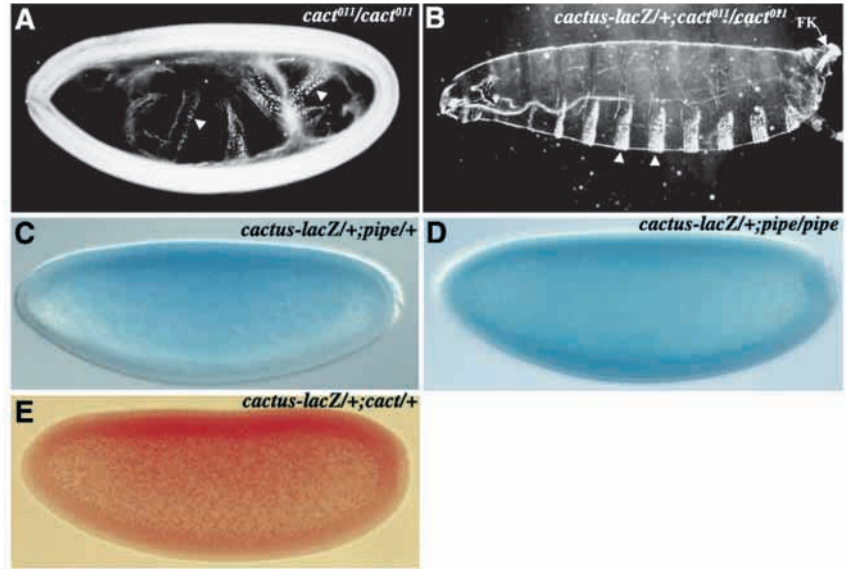 A
cact⁰¹¹/cact⁰¹¹
B
cactus-lacZ/+;cact⁰¹¹/cact⁰¹¹
FK
C
cactus-lacZ/+;pipe/+
D
cactus-lacZ/+;pipe/pipe
E
cactus-lacZ/+;cact/+